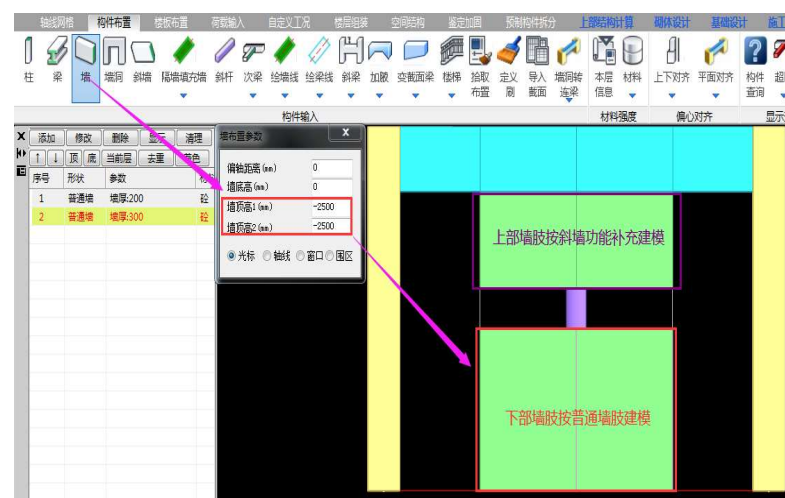 轴线网格 构件布置 楼板布置 荷载输入 自定义工况 楼层组装 空间结构 鉴定加固 预制构件拆分 上部结构计算 砌体设计 基础设计 施工
柱 梁 墙 墙洞 斜墙 隔墙填充墙 斜杆 次梁 绘墙线 绘梁线 斜梁 加腋 变截面梁 楼梯 拾取布置 定义刷 导入截面 墙洞转连梁 本层信息 材料 上下对齐 平面对齐 构件查询 超
构件输入 材料强度 偏心对齐 显示
添加 修改 删除 显示 清理
↑ ↓ 顶 底 当前层 去重 着色
序号 形状 参数 材
1 普通墙 墙厚:200 砼
2 普通墙 墙厚:300 砼
墙布置参数 X
偏轴距离(mm) 0
墙底高(mm) 0
墙顶高1(mm) -2500
墙顶高2(mm) -2500
光标 轴线 窗口 围区
上部墙肢按斜墙功能补充建模
下部墙肢按普通墙肢建模